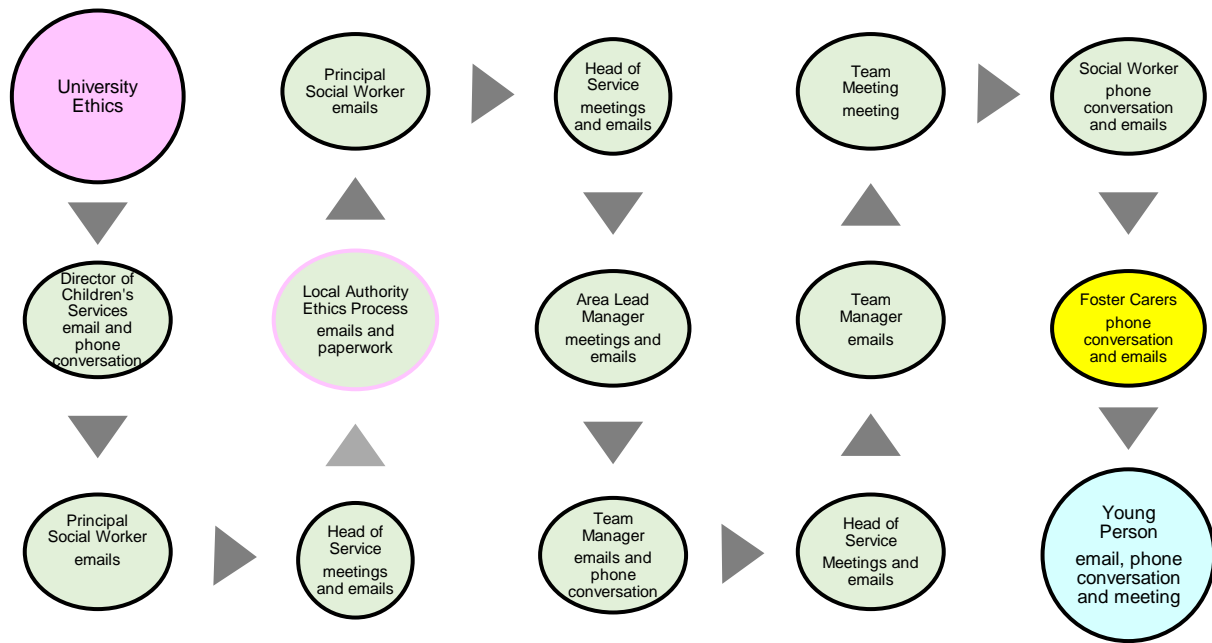 University
Ethics
Director of
Children's
Services
email and
phone
conversation
Principal
Social Worker
emails
Head of
Service
meetings
and emails
Local Authority
Ethics Process
emails and
paperwork
Principal
Social Worker
emails
Head of
Service
meetings
and emails
Area Lead
Manager
meetings and
emails
Team
Manager
emails and
phone
conversation
Head of
Service
Meetings and
emails
Team
Manager
emails
Team
Meeting
meeting
Social Worker
phone
conversation
and emails
Foster Carers
phone
conversation
and emails
Young
Person
email, phone
conversation
and meeting